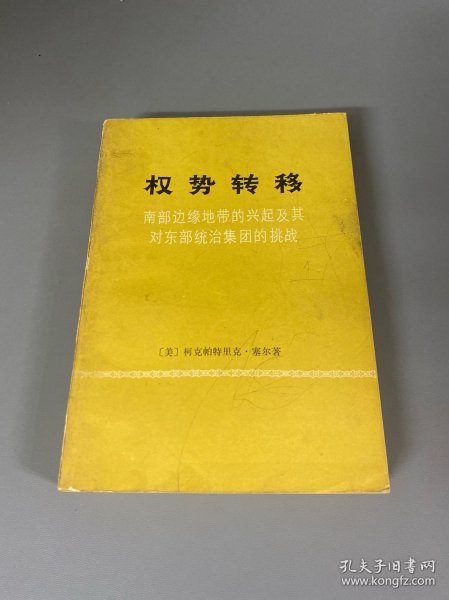 权势转移
南部边缘地带的兴起及其
对东部统治集团的挑战
〔美〕柯克帕特里克·塞尔著
孔夫子旧书网
www.kongfz.com